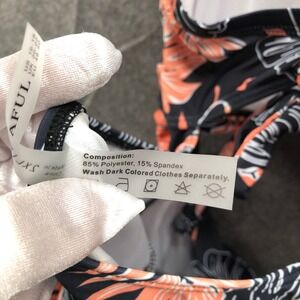 AFUL
Composition:
85% Polyester, 15% Spandex
Wash Dark Colored Clothes Separately.